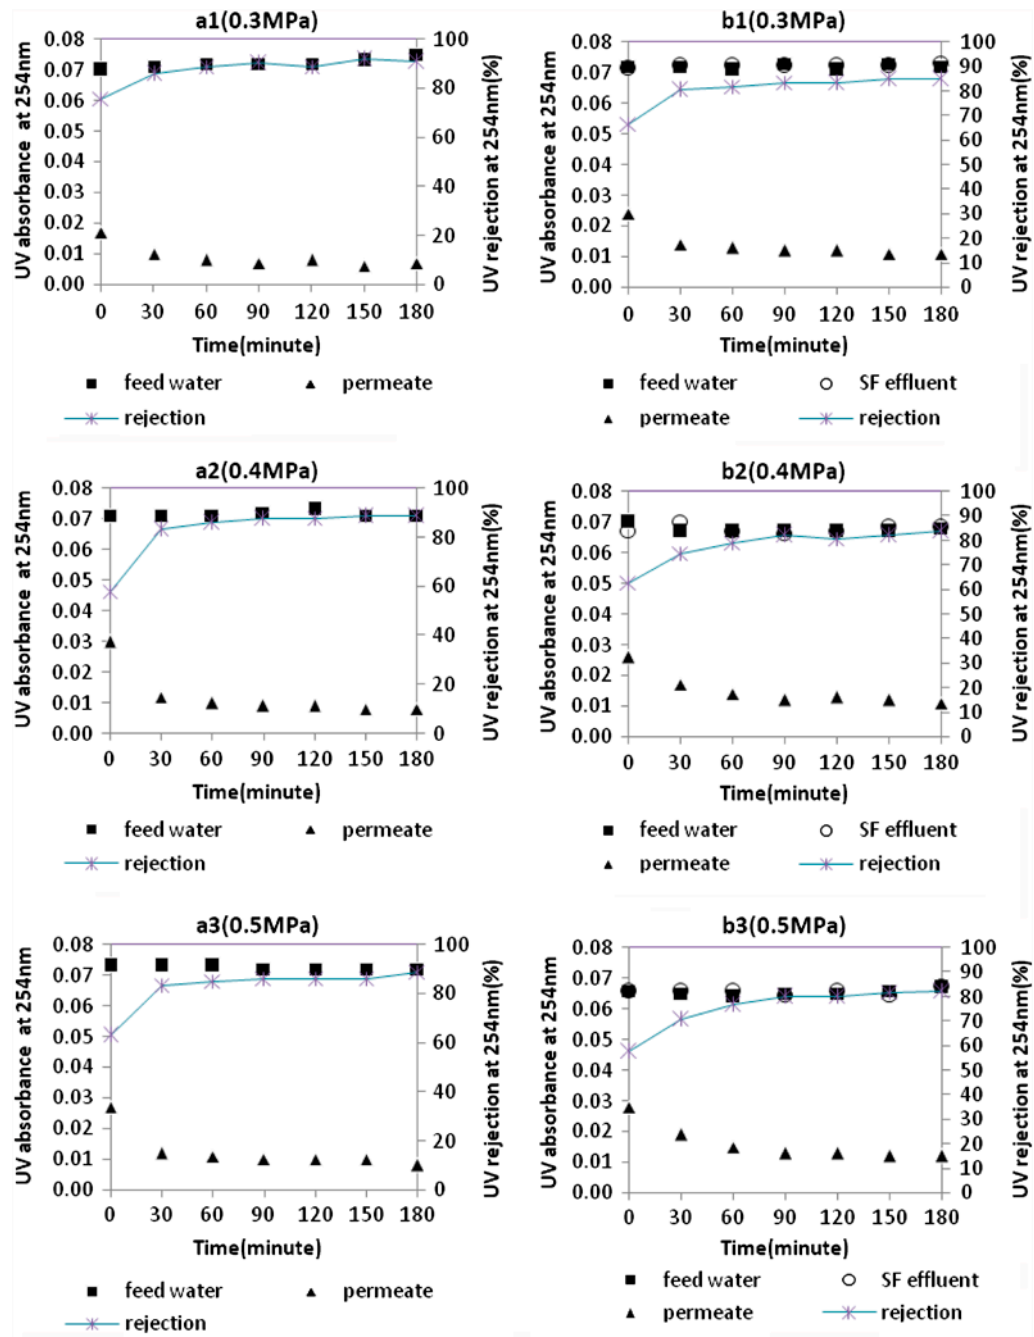 a1(0.3MPa)
UV absorbance at 254nm
0.08
0.07
0.06
0.05
0.04
0.03
0.02
0.01
0.00
100
80
60
40
20
0
UV rejection at 254nm(%)
0 30 60 90 120 150 180
Time(minute)
feed water permeate
rejection
b1(0.3MPa)
UV absorbance at 254nm
0.08
0.07
0.06
0.05
0.04
0.03
0.02
0.01
0.00
100
90
80
70
60
50
40
30
20
10
0
UV rejection at 254nm(%)
0 30 60 90 120 150 180
Time(minute)
feed water SF effluent
permeate rejection
a2(0.4MPa)
UV absorbance at 254nm
0.08
0.07
0.06
0.05
0.04
0.03
0.02
0.01
0.00
100
80
60
40
20
0
UV rejection at 254nm(%)
0 30 60 90 120 150 180
Time(minute)
feed water permeate
rejection
b2(0.4MPa)
UV absorbance at 254nm
0.08
0.07
0.06
0.05
0.04
0.03
0.02
0.01
0.00
100
90
80
70
60
50
40
30
20
10
0
UV rejection at 254nm(%)
0 30 60 90 120 150 180
Time(minute)
feed water SF effluent
permeate rejection
a3(0.5MPa)
UV absorbance at 254nm
0.08
0.07
0.06
0.05
0.04
0.03
0.02
0.01
0.00
100
80
60
40
20
0
UV rejection at 254nm(%)
0 30 60 90 120 150 180
Time(minute)
feed water permeate
rejection
b3(0.5MPa)
UV absorbance at 254nm
0.08
0.07
0.06
0.05
0.04
0.03
0.02
0.01
0.00
100
90
80
70
60
50
40
30
20
10
0
UV rejection at 254nm(%)
0 30 60 90 120 150 180
Time(minute)
feed water SF effluent
permeate rejection